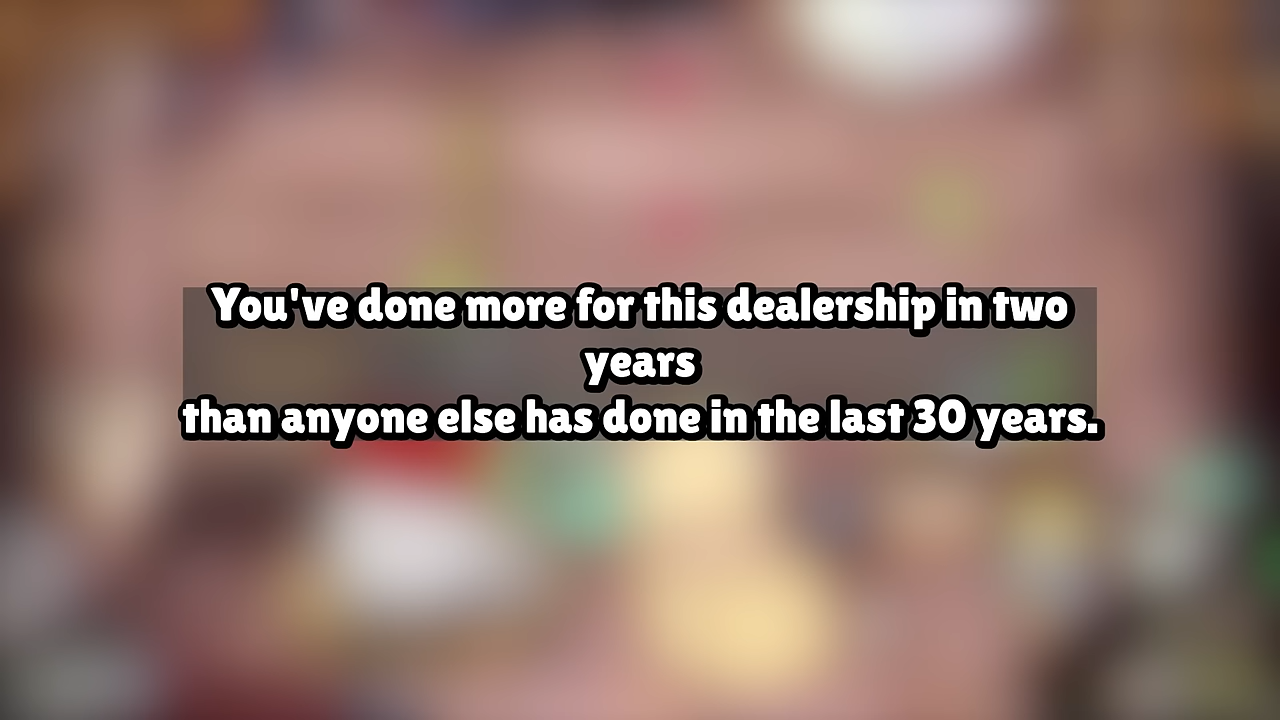 You've done more for this dealership in two
years
than anyone else has done in the last 30 years.